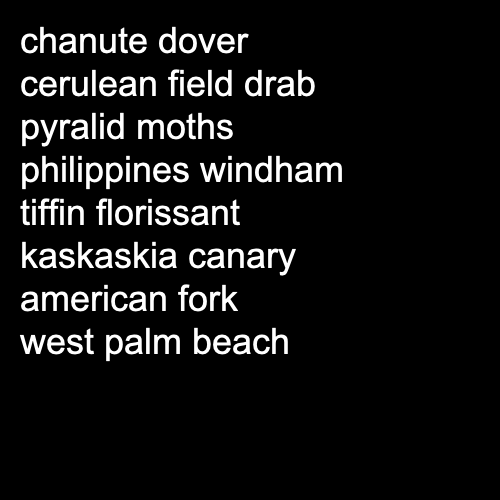 chanute dover
cerulean field drab
pyralid moths
philippines windham
tiffin florissant
kaskaskia canary
american fork
west palm beach